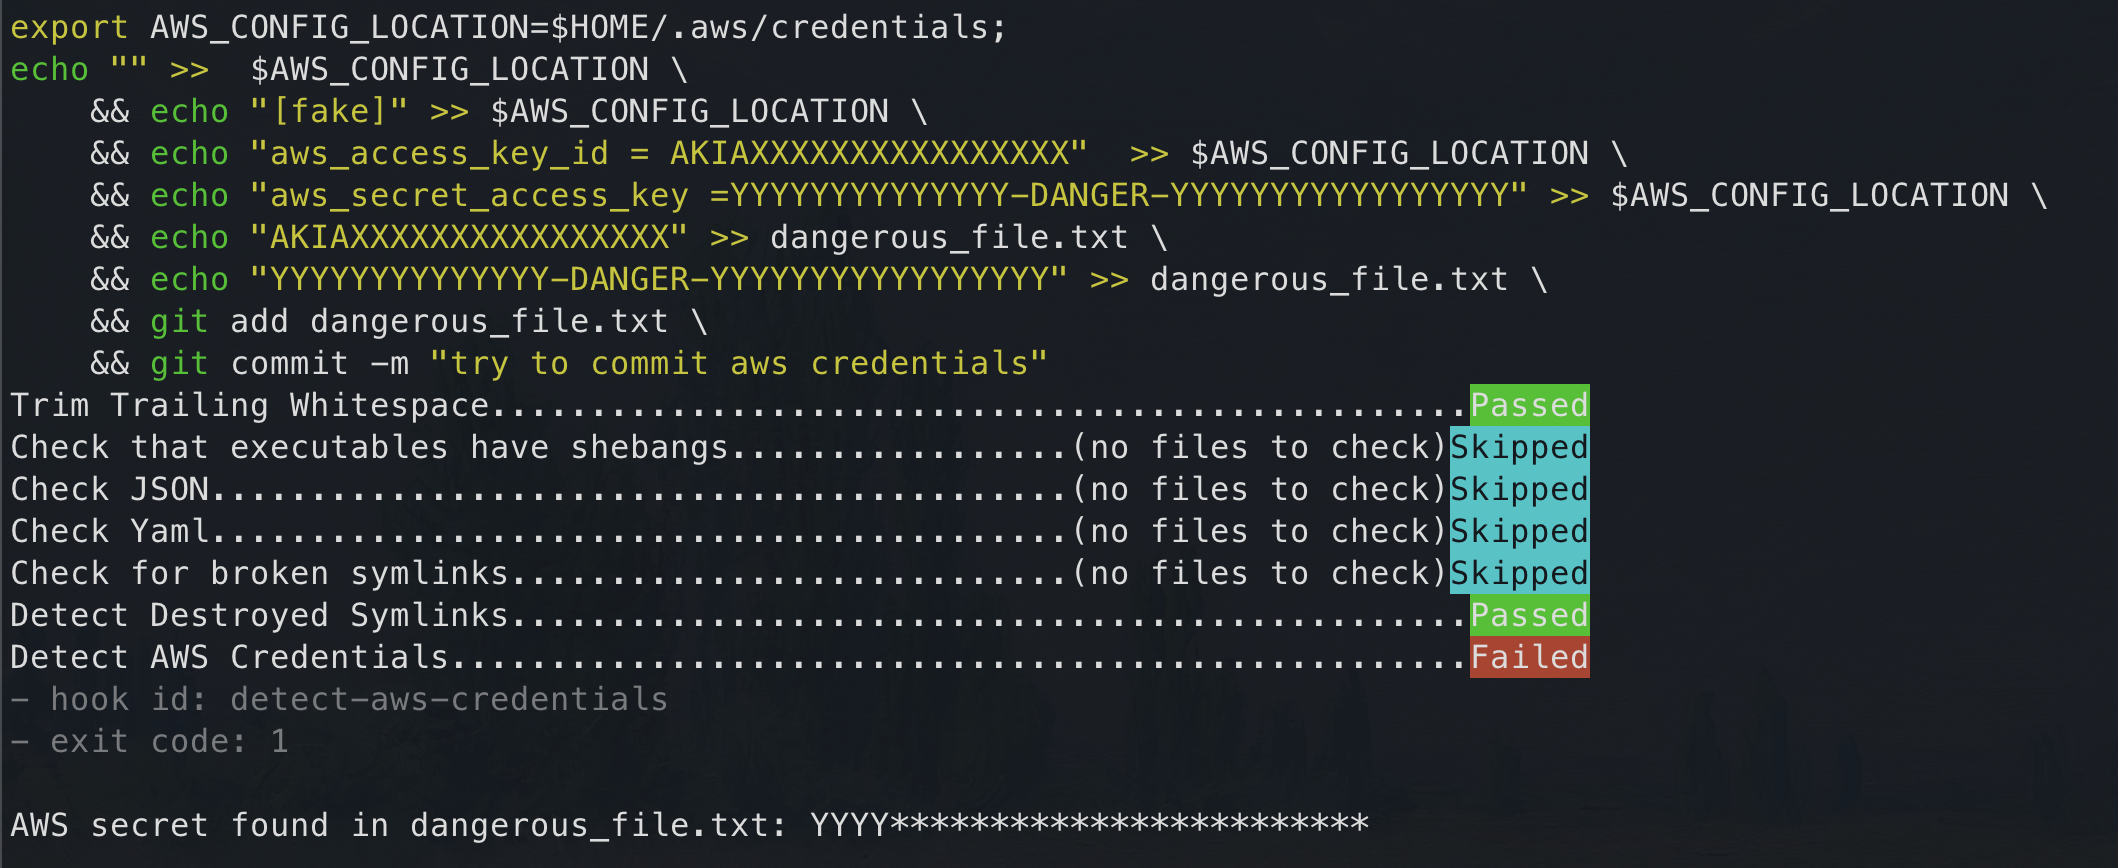 export AWS_CONFIG_LOCATION=$HOME/.aws/credentials;
echo "" >>  $AWS_CONFIG_LOCATION \
    && echo "[fake]" >> $AWS_CONFIG_LOCATION \
    && echo "aws_access_key_id = AKIAXXXXXXXXXXXXXXXX"  >> $AWS_CONFIG_LOCATION \
    && echo "aws_secret_access_key =YYYYYYYYYYYYYY-DANGER-YYYYYYYYYYYYYYYYY" >> $AWS_CONFIG_LOCATION \
    && echo "AKIAXXXXXXXXXXXXXXXX" >> dangerous_file.txt \
    && echo "YYYYYYYYYYYYYY-DANGER-YYYYYYYYYYYYYYYYY" >> dangerous_file.txt \
    && git add dangerous_file.txt \
    && git commit -m "try to commit aws credentials"
Trim Trailing Whitespace.................................................Passed
Check that executables have shebangs.................(no files to check)Skipped
Check JSON...........................................(no files to check)Skipped
Check Yaml...........................................(no files to check)Skipped
Check for broken symlinks............................(no files to check)Skipped
Detect Destroyed Symlinks................................................Passed
Detect AWS Credentials...................................................Failed
- hook id: detect-aws-credentials
- exit code: 1

AWS secret found in dangerous_file.txt: YYYY************************